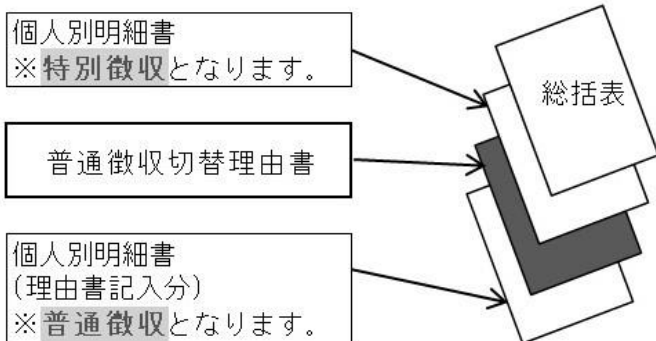 個人別明細書
※特別徴収となります。
総括表
普通徴収切替理由書
個人別明細書
(理由書記入分)
※普通徴収となります。